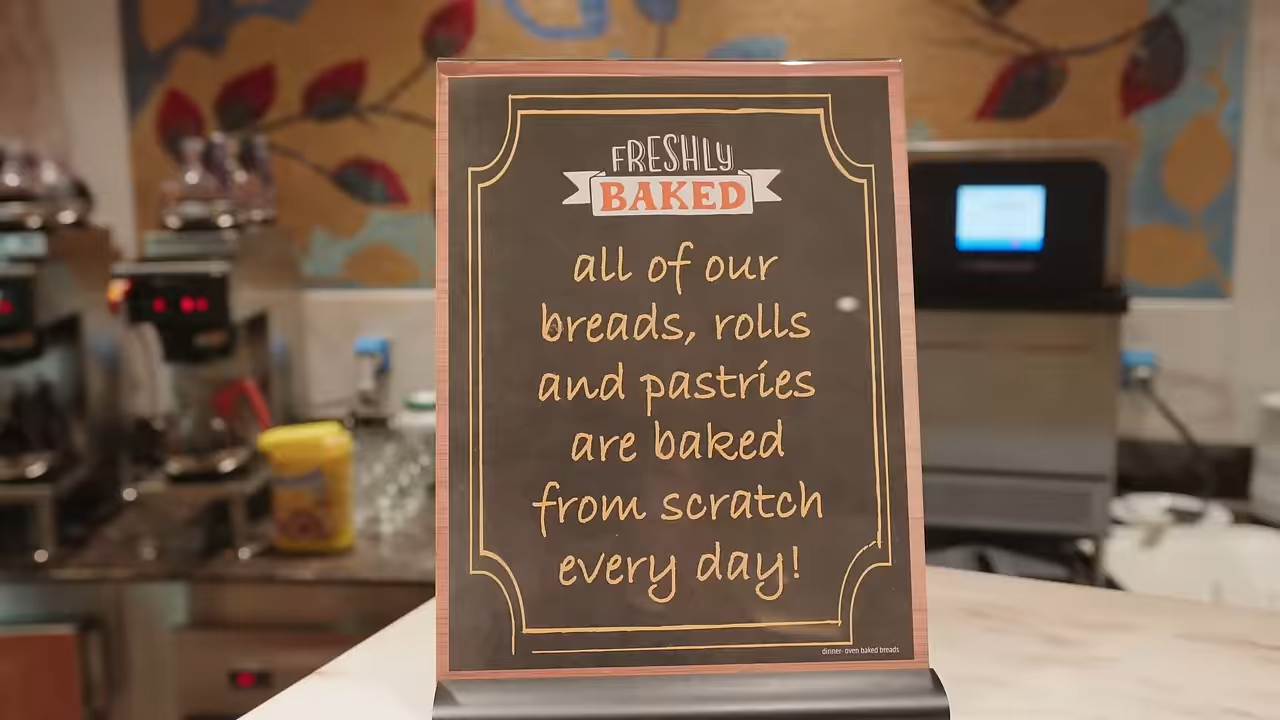 FRESHLY
BAKED
all of our
breads, rolls
and pastries
are baked
from scratch
every day!
dinner- oven baked breads